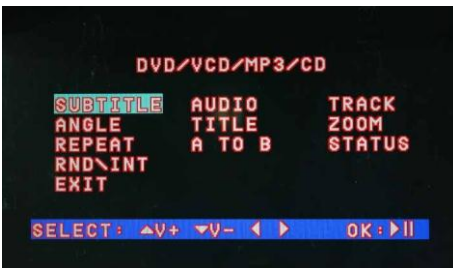 DVD/VCD/MP3/CD
SUBTITLE AUDIO TRACK
ANGLE TITLE ZOOM
REPEAT A TO B STATUS
RND\INT
EXIT
SELECT: ▲V+ ▼V- ◀ ▶ OK:▶II